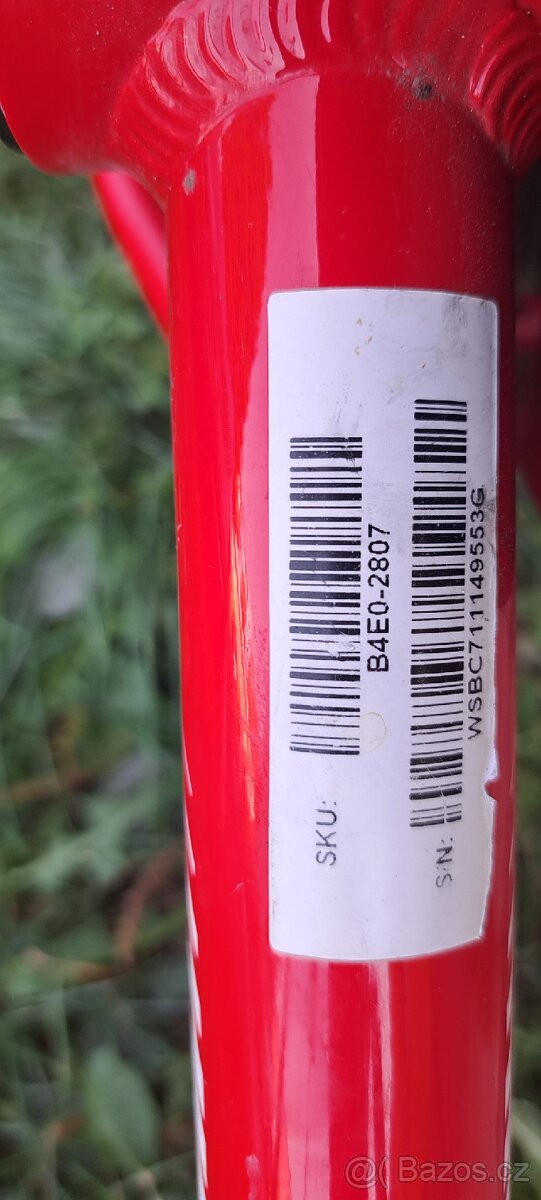 SKU:
B4E0-2807
S/N:
WSBC711149553G
@ Bazos.cz